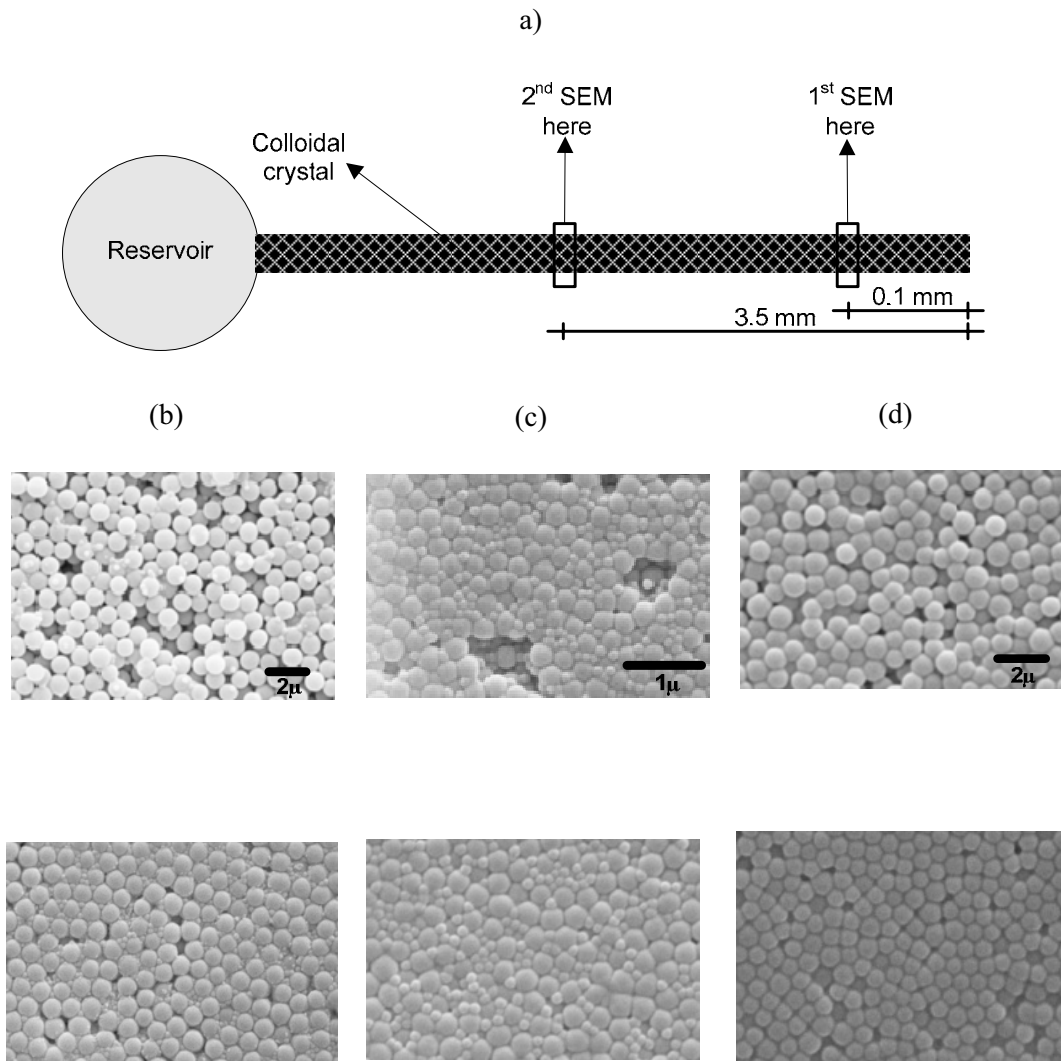 a)
2nd SEM
here
1st SEM
here
Colloidal
crystal
Reservoir
0.1 mm
3.5 mm
(b)
(c)
(d)
2μ
1μ
2μ